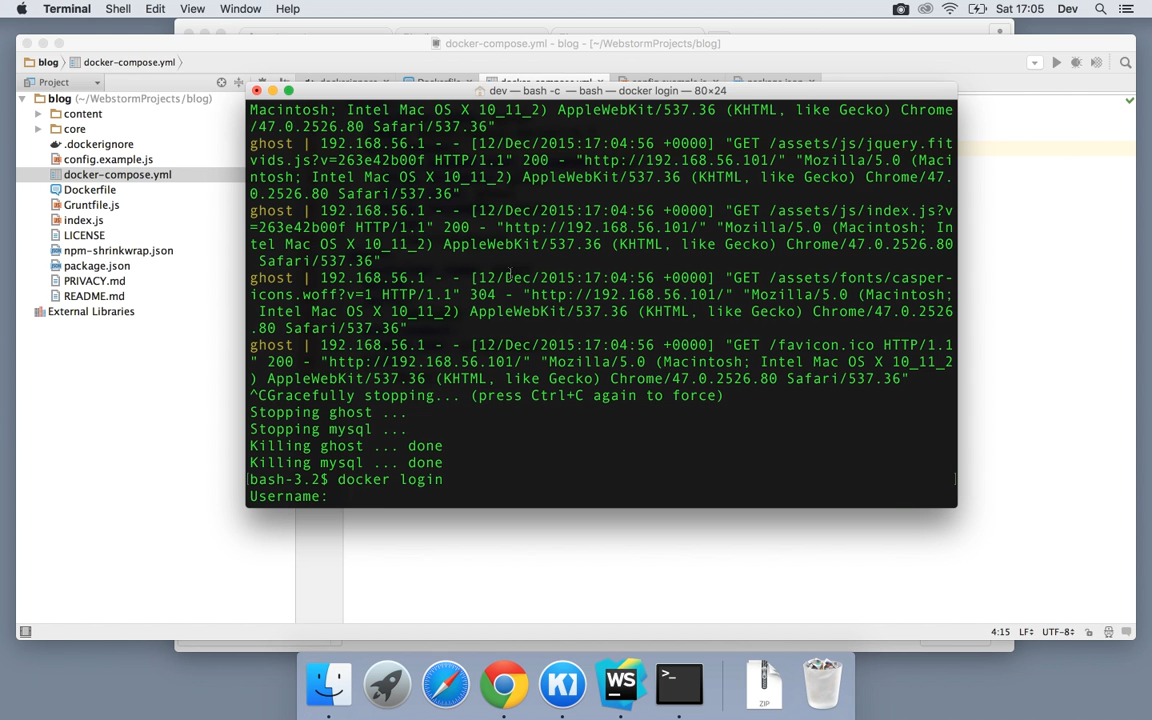 Terminal Shell Edit View Window Help Sat 17:05 Dev
docker-compose.yml - blog - [~/WebstormProjects/blog]
blog docker-compose.yml
Project
blog (~/WebstormProjects/blog)
content
core
.dockerignore
config.example.js
docker-compose.yml
Dockerfile
Gruntfile.js
index.js
LICENSE
npm-shrinkwrap.json
package.json
PRIVACY.md
README.md
External Libraries
dev — bash -c — bash — docker login — 80×24
Macintosh; Intel Mac OS X 10_11_2) AppleWebKit/537.36 (KHTML, like Gecko) Chrome
/47.0.2526.80 Safari/537.36"
ghost | 192.168.56.1 - - [12/Dec/2015:17:04:56 +0000] "GET /assets/js/jquery.fit
vids.js?v=263e42b00f HTTP/1.1" 200 - "http://192.168.56.101/" "Mozilla/5.0 (Maci
ntosh; Intel Mac OS X 10_11_2) AppleWebKit/537.36 (KHTML, like Gecko) Chrome/47.
0.2526.80 Safari/537.36"
ghost | 192.168.56.1 - - [12/Dec/2015:17:04:56 +0000] "GET /assets/js/index.js?v
=263e42b00f HTTP/1.1" 200 - "http://192.168.56.101/" "Mozilla/5.0 (Macintosh; In
tel Mac OS X 10_11_2) AppleWebKit/537.36 (KHTML, like Gecko) Chrome/47.0.2526.80
Safari/537.36"
ghost | 192.168.56.1 - - [12/Dec/2015:17:04:56 +0000] "GET /assets/fonts/casper-
icons.woff?v=1 HTTP/1.1" 304 - "http://192.168.56.101/" "Mozilla/5.0 (Macintosh;
Intel Mac OS X 10_11_2) AppleWebKit/537.36 (KHTML, like Gecko) Chrome/47.0.2526
.80 Safari/537.36"
ghost | 192.168.56.1 - - [12/Dec/2015:17:04:56 +0000] "GET /favicon.ico HTTP/1.1
" 200 - "http://192.168.56.101/" "Mozilla/5.0 (Macintosh; Intel Mac OS X 10_11_2
) AppleWebKit/537.36 (KHTML, like Gecko) Chrome/47.0.2526.80 Safari/537.36"
^CGracefully stopping... (press Ctrl+C again to force)
Stopping ghost ...
Stopping mysql ...
Killing ghost ... done
Killing mysql ... done
[bash-3.2$ docker login ]
Username:
4:15 LF÷ UTF-8÷
WS
ZIP